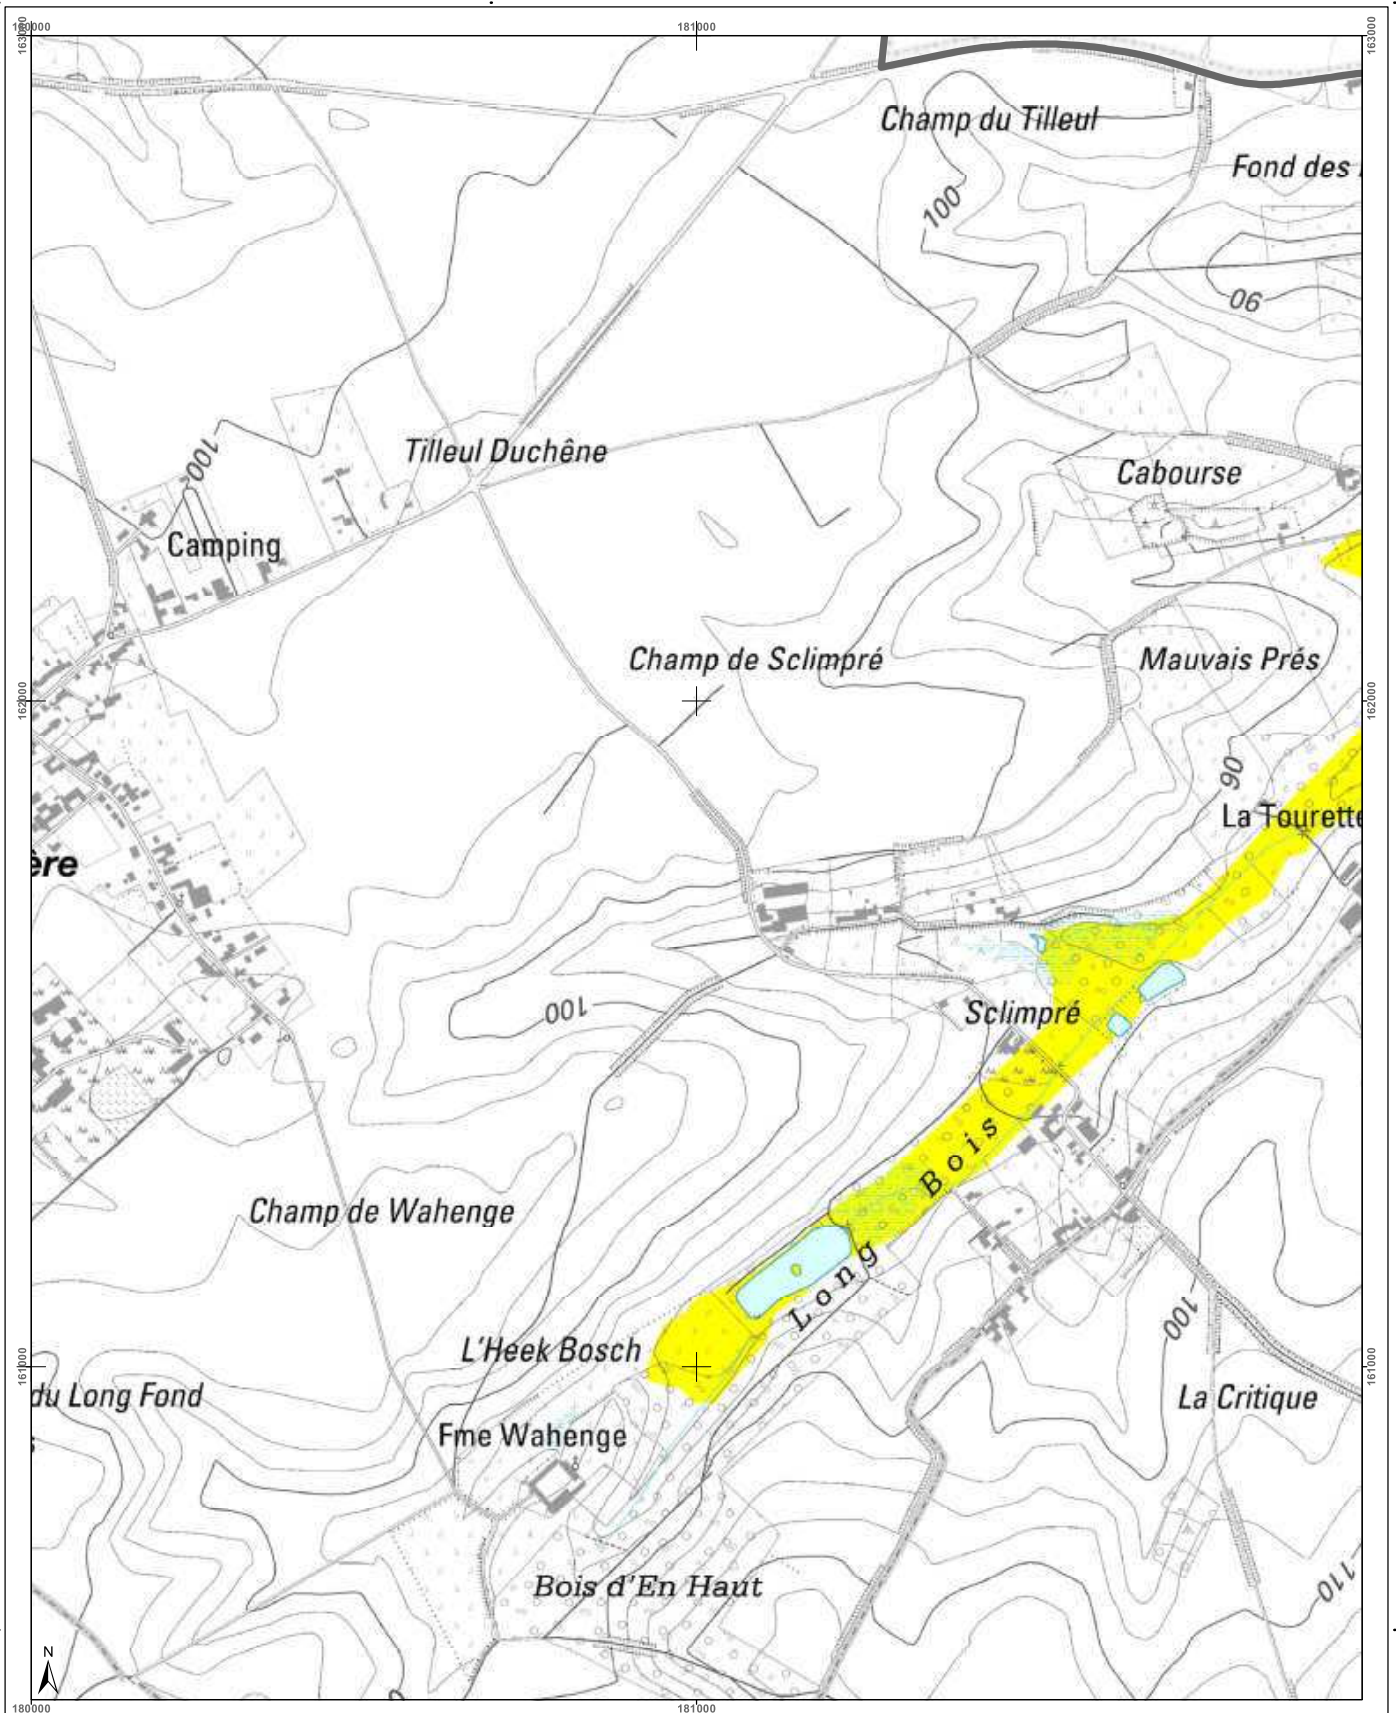 180000
181000
163000
163000
Champ du Tilleul
Fond des
100
90
Tilleul Duchêne
100
Cabourse
Camping
Champ de Sclimpré
Mauvais Prés
162000
162000
90
La Tourette
ère
100
Sclimpré
Long Bois
Champ de Wahenge
100
L'Heek Bosch
161000
161000
du Long Fond
La Critique
s
Fme Wahenge
Bois d'En Haut
110
N
180000
181000